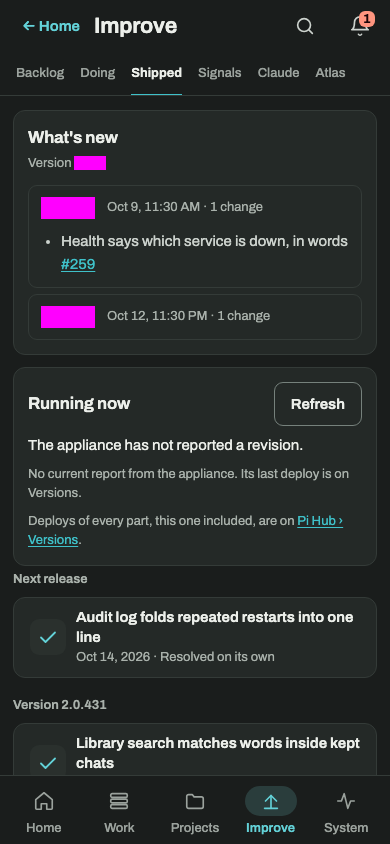 ← Home Improve
1
Backlog Doing Shipped Signals Claude Atlas
What's new
Version
Oct 9, 11:30 AM · 1 change
• Health says which service is down, in words
#259
Oct 12, 11:30 PM · 1 change
Running now
Refresh
The appliance has not reported a revision.
No current report from the appliance. Its last deploy is on
Versions.
Deploys of every part, this one included, are on Pi Hub ›
Versions.
Next release
Audit log folds repeated restarts into one
line
Oct 14, 2026 · Resolved on its own
Version 2.0.431
Library search matches words inside kept
chats
Home Work Projects Improve System